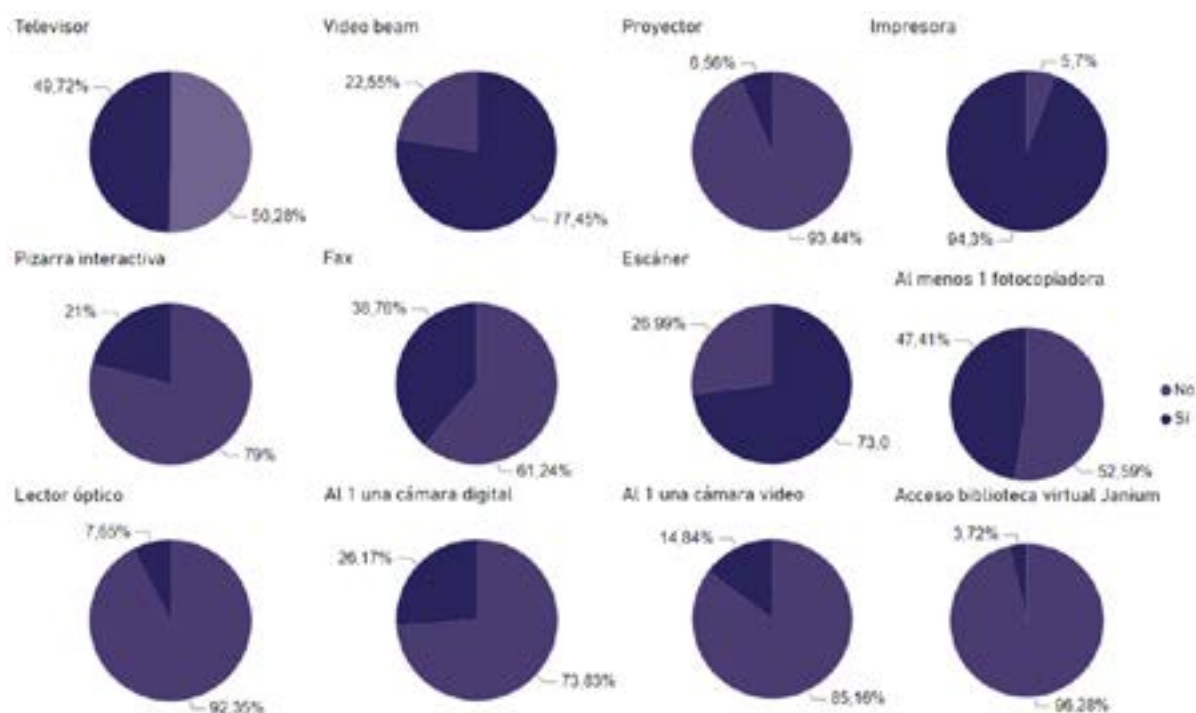 Televisor
49,72%
50,28%
Video beam
22,55%
77,45%
Proyector
6,56%
93,44%
Impresora
5,7%
94,3%
Pizarra interactiva
21%
79%
Fax
38,76%
61,24%
Escáner
26,99%
73,0
Al menos 1 fotocopiadora
47,41%
52,59%
No
Sí
Lector óptico
7,65%
92,35%
Al 1 una cámara digital
26,17%
73,83%
Al 1 una cámara video
14,84%
85,16%
Acceso biblioteca virtual Janium
3,72%
96,28%